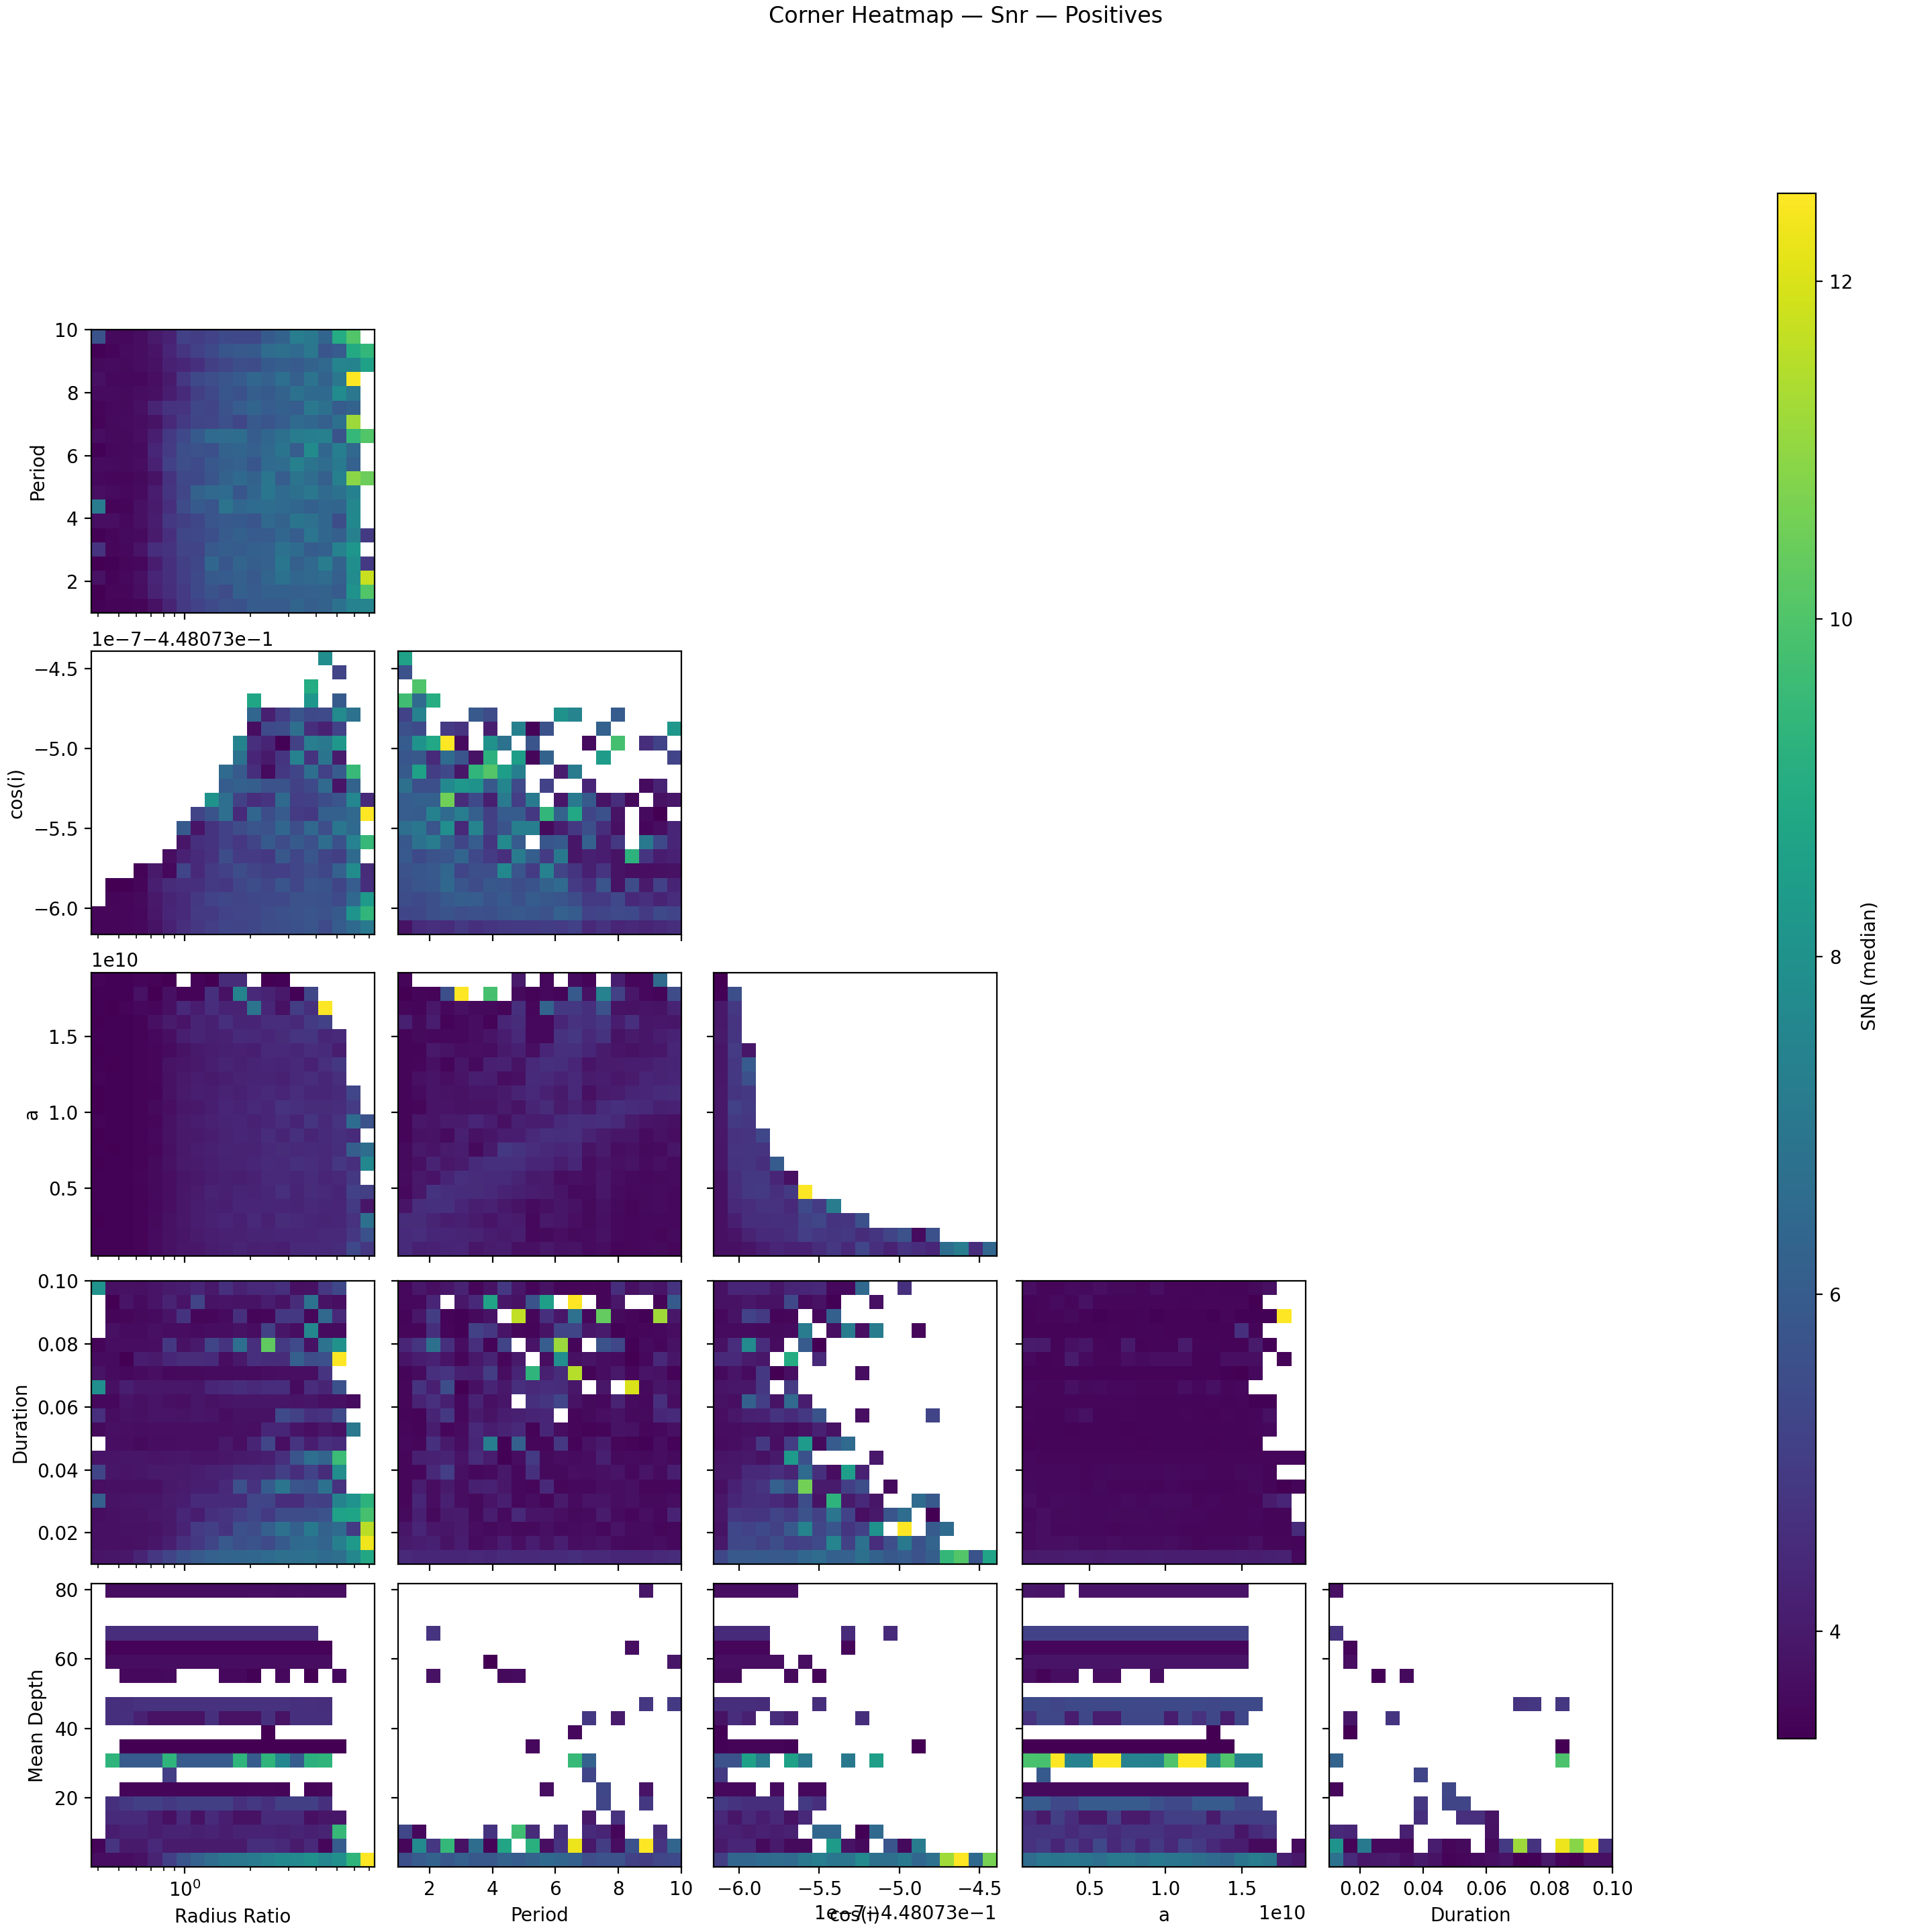 Corner Heatmap — Snr — Positives
10
8
6
4
2
Period
1e−7−4.48073e−1
−4.5
−5.0
−5.5
−6.0
cos(i)
1e10
1.5
1.0
0.5
a
0.10
0.08
0.06
0.04
0.02
Duration
80
60
40
20
Mean Depth
10⁰
Radius Ratio
2 4 6 8 10
Period
−6.0 −5.5 −5.0 −4.5
cos(i)
1e−7−4.48073e−1
0.5 1.0 1.5
a
1e10
0.02 0.04 0.06 0.08 0.10
Duration
12
10
8
6
4
SNR (median)